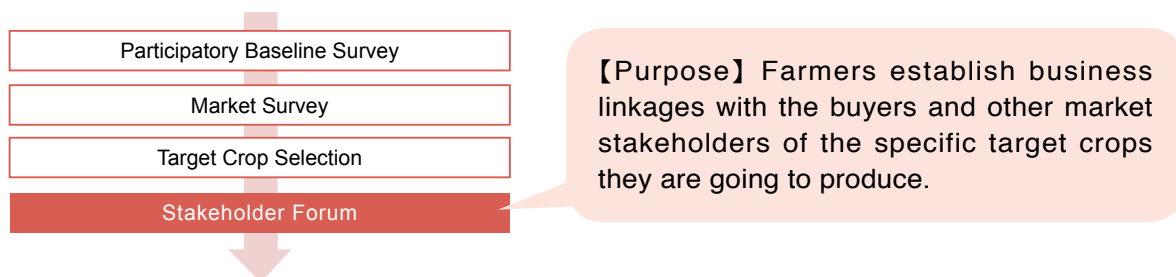 Participatory Baseline Survey
Market Survey
Target Crop Selection
Stakeholder Forum
【Purpose】 Farmers establish business
linkages with the buyers and other market
stakeholders of the specific target crops
they are going to produce.